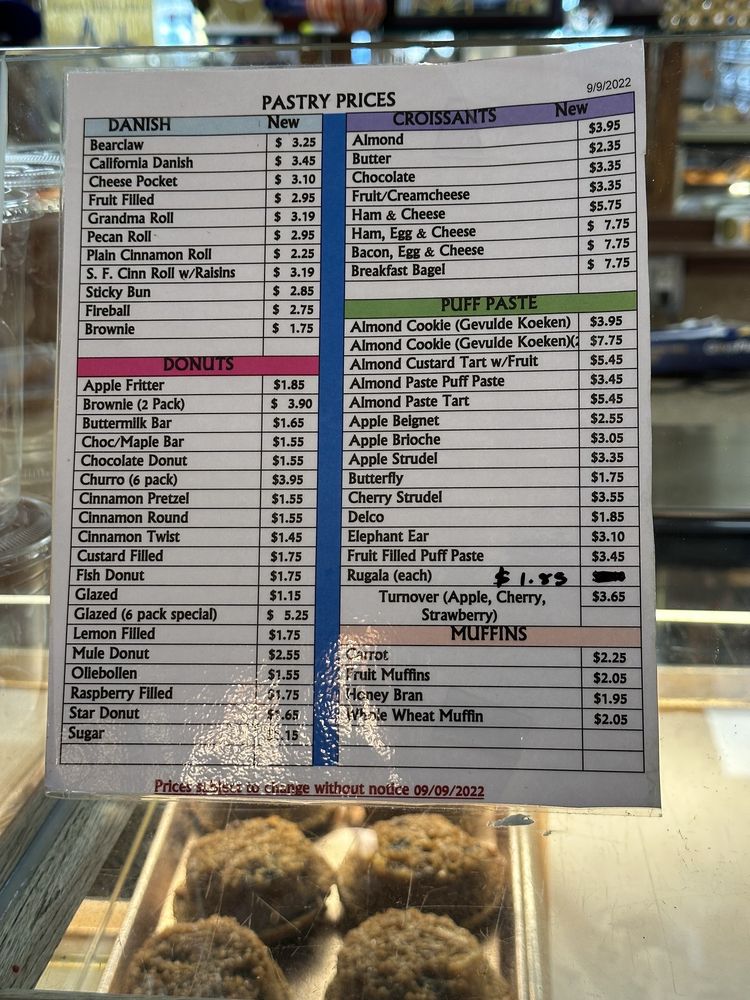 9/9/2022
PASTRY PRICES
DANISH New
Bearclaw $ 3.25
California Danish $ 3.45
Cheese Pocket $ 3.10
Fruit Filled $ 2.95
Grandma Roll $ 3.19
Pecan Roll $ 2.95
Plain Cinnamon Roll $ 2.25
S. F. Cinn Roll w/Raisins $ 3.19
Sticky Bun $ 2.85
Fireball $ 2.75
Brownie $ 1.75
DONUTS
Apple Fritter $1.85
Brownie (2 Pack) $ 3.90
Buttermilk Bar $1.65
Choc/Maple Bar $1.55
Chocolate Donut $1.55
Churro (6 pack) $3.95
Cinnamon Pretzel $1.55
Cinnamon Round $1.55
Cinnamon Twist $1.45
Custard Filled $1.75
Fish Donut $1.75
Glazed $1.15
Glazed (6 pack special) $ 5.25
Lemon Filled $1.75
Mule Donut $2.55
Oliebollen $1.55
Raspberry Filled $1.75
Star Donut $1.65
Sugar .15
CROISSANTS New
Almond $3.95
Butter $2.35
Chocolate $3.35
Fruit/Creamcheese $3.35
Ham & Cheese $5.75
Ham, Egg & Cheese $ 7.75
Bacon, Egg & Cheese $ 7.75
Breakfast Bagel $ 7.75
PUFF PASTE
Almond Cookie (Gevulde Koeken) $3.95
Almond Cookie (Gevulde Koeken)(2 $7.75
Almond Custard Tart w/Fruit $5.45
Almond Paste Puff Paste $3.45
Almond Paste Tart $5.45
Apple Beignet $2.55
Apple Brioche $3.05
Apple Strudel $3.35
Butterfly $1.75
Cherry Strudel $3.55
Delco $1.85
Elephant Ear $3.10
Fruit Filled Puff Paste $3.45
Rugala (each) $1.85
Turnover (Apple, Cherry, $3.65
Strawberry)
MUFFINS
Carrot $2.25
Fruit Muffins $2.05
Honey Bran $1.95
Whole Wheat Muffin $2.05
Prices subject to change without notice 09/09/2022